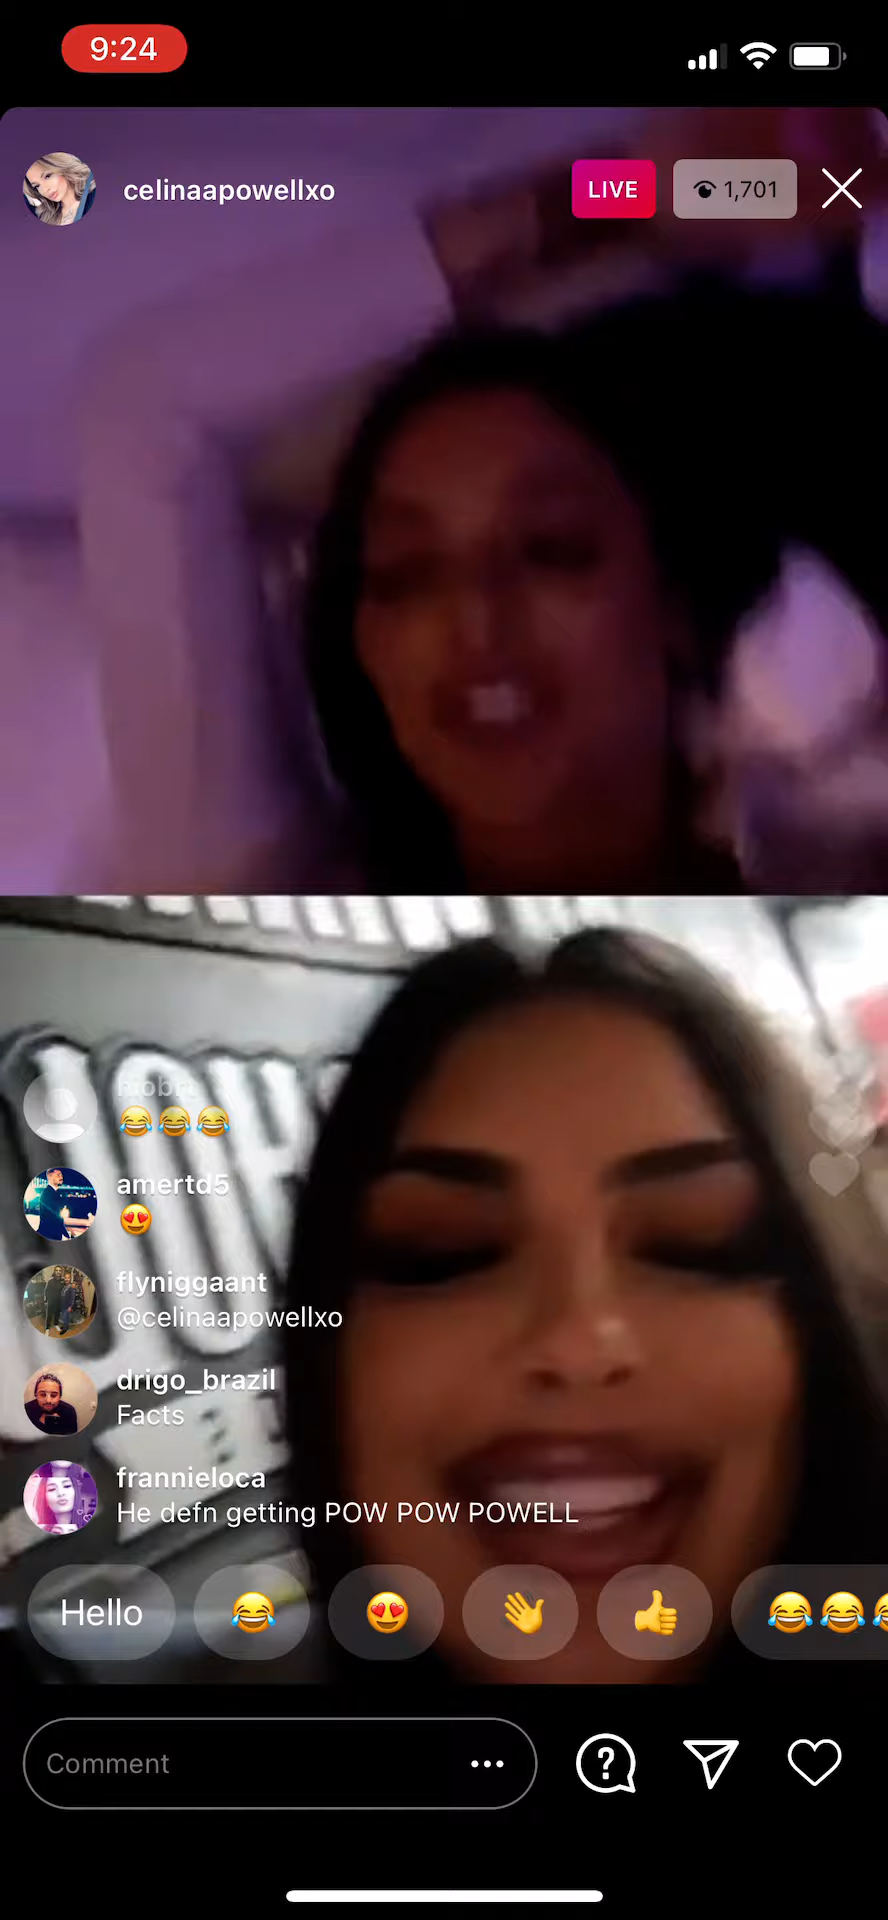 9:24
celinaapowellxo
LIVE
1,701
😂😂😂
amertd5
😍
flyniggaant
@celinaapowellxo
drigo_brazil
Facts
frannieloca
He defn getting POW POW POWELL
Hello 😂 😍 👋 👍 😂😂
Comment